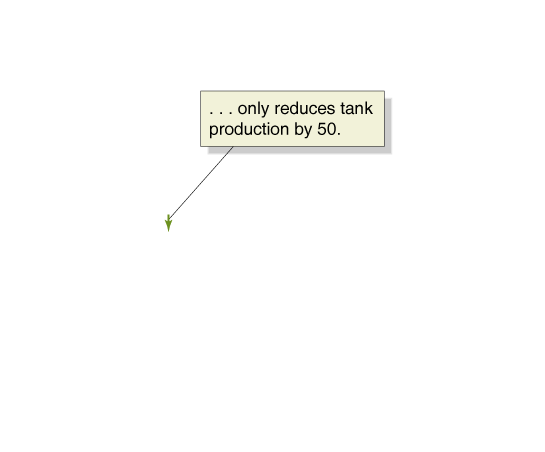 . . . only reduces tank
production by 50.